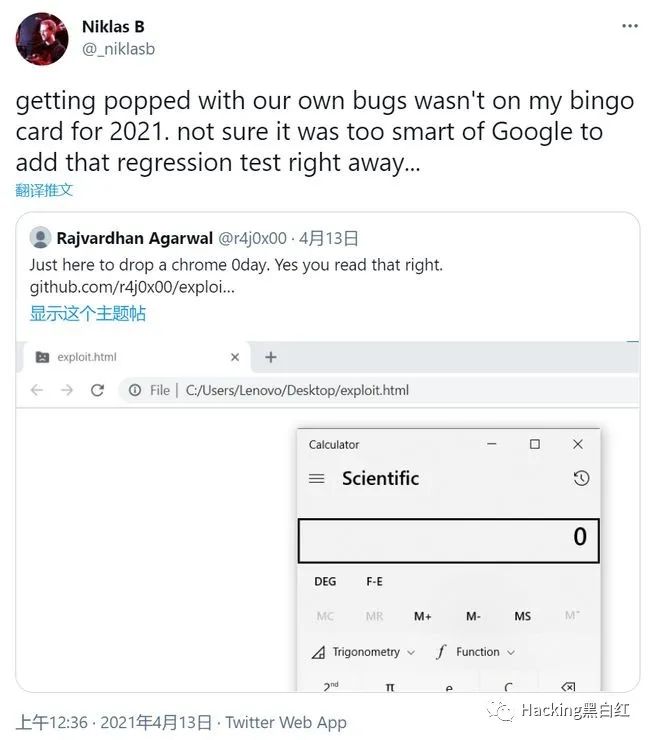 Niklas B
@_niklasb
getting popped with our own bugs wasn't on my bingo
card for 2021. not sure it was too smart of Google to
add that regression test right away...
翻译推文
Rajvardhan Agarwal @r4j0x00 · 4月13日
Just here to drop a chrome 0day. Yes you read that right.
github.com/r4j0x00/exploi...
显示这个主题帖
exploit.html
File | C:/Users/Lenovo/Desktop/exploit.html
Calculator
Scientific
0
DEG F-E
MC MR M+ M- MS M˅
Trigonometry f Function
2nd π e C
上午12:36 · 2021年4月13日 · Twitter Web App
Hacking黑白红